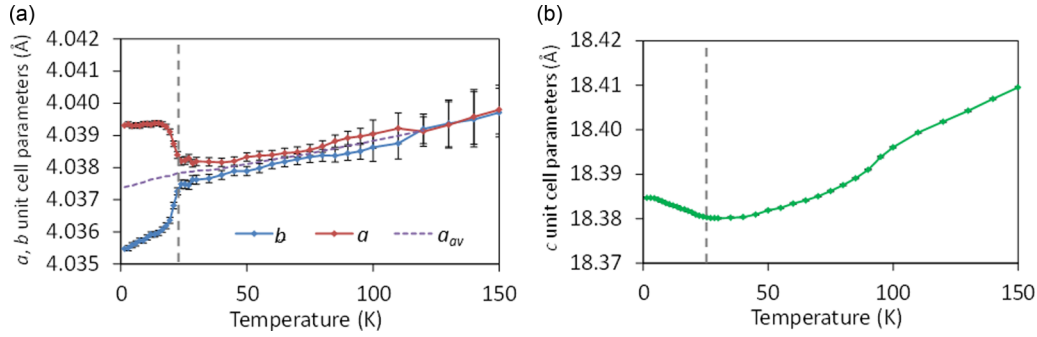 (a)
a, b unit cell parameters (Å)
4.042
4.041
4.040
4.039
4.038
4.037
4.036
4.035
b a a_av
0 50 100 150
Temperature (K)
(b)
c unit cell parameters (Å)
18.42
18.41
18.40
18.39
18.38
18.37
0 50 100 150
Temperature (K)